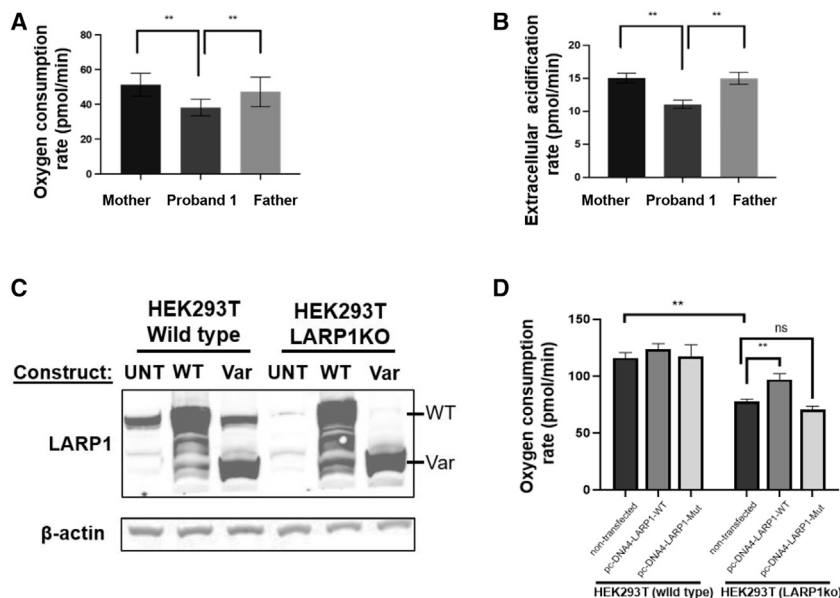 A
**
**
Oxygen consumption
rate (pmol/min)
80
60
40
20
0
Mother
Proband 1
Father
B
**
**
Extracellular acidification
rate (pmol/min)
20
15
10
5
0
Mother
Proband 1
Father
C
HEK293T
Wild type
HEK293T
LARP1KO
Construct:
UNT
WT
Var
UNT
WT
Var
LARP1
WT
Var
β-actin
D
**
ns
**
Oxygen consumption
rate (pmol/min)
150
100
50
0
non-transfected
pc-DNA4-LARP1-WT
pc-DNA4-LARP1-Mut
non-transfected
pc-DNA4-LARP1-WT
pc-DNA4-LARP1-Mut
HEK293T (wild type)
HEK293T (LARP1ko)